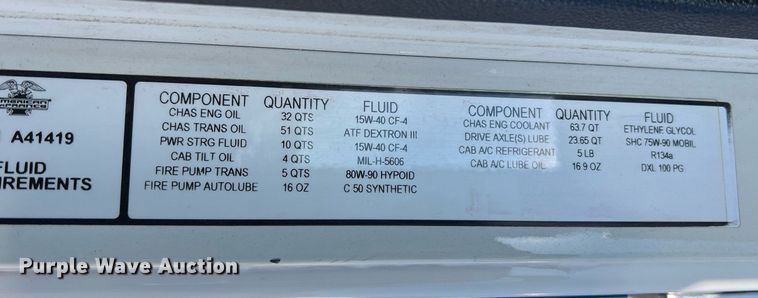 AMERICAN
LaFRANCE
A41419
FLUID
IREMENTS
COMPONENT QUANTITY FLUID
CHAS ENG OIL 32 QTS 15W-40 CF-4
CHAS TRANS OIL 51 QTS ATF DEXTRON III
PWR STRG FLUID 10 QTS 15W-40 CF-4
CAB TILT OIL 4 QTS MIL-H-5606
FIRE PUMP TRANS 5 QTS 80W-90 HYPOID
FIRE PUMP AUTOLUBE 16 OZ C 50 SYNTHETIC
COMPONENT QUANTITY FLUID
CHAS ENG COOLANT 63.7 QT ETHYLENE GLYCOL
DRIVE AXLE(S) LUBE 23.65 QT SHC 75W-90 MOBIL
CAB A/C REFRIGERANT 5 LB R134a
CAB A/C LUBE OIL 16.9 OZ DXL 100 PG
Purple Wave Auction